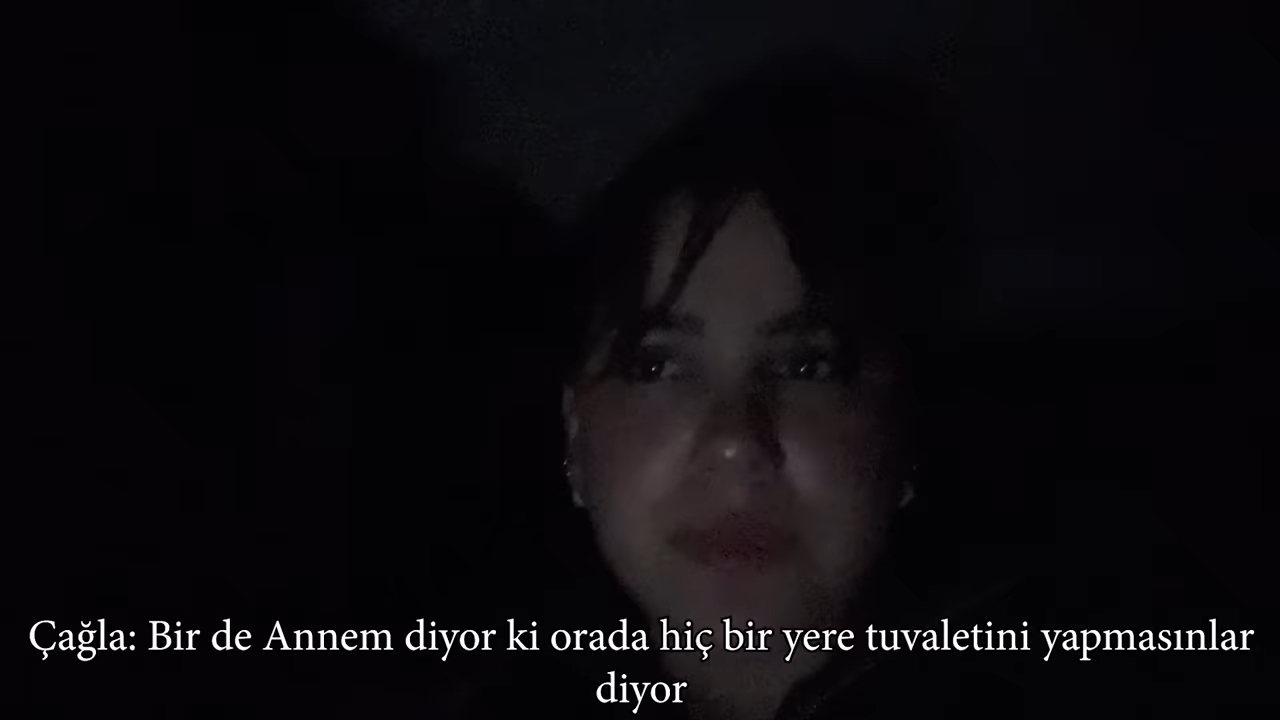 Çağla: Bir de Annem diyor ki orada hiç bir yere tuvaletini yapmasınlar
diyor